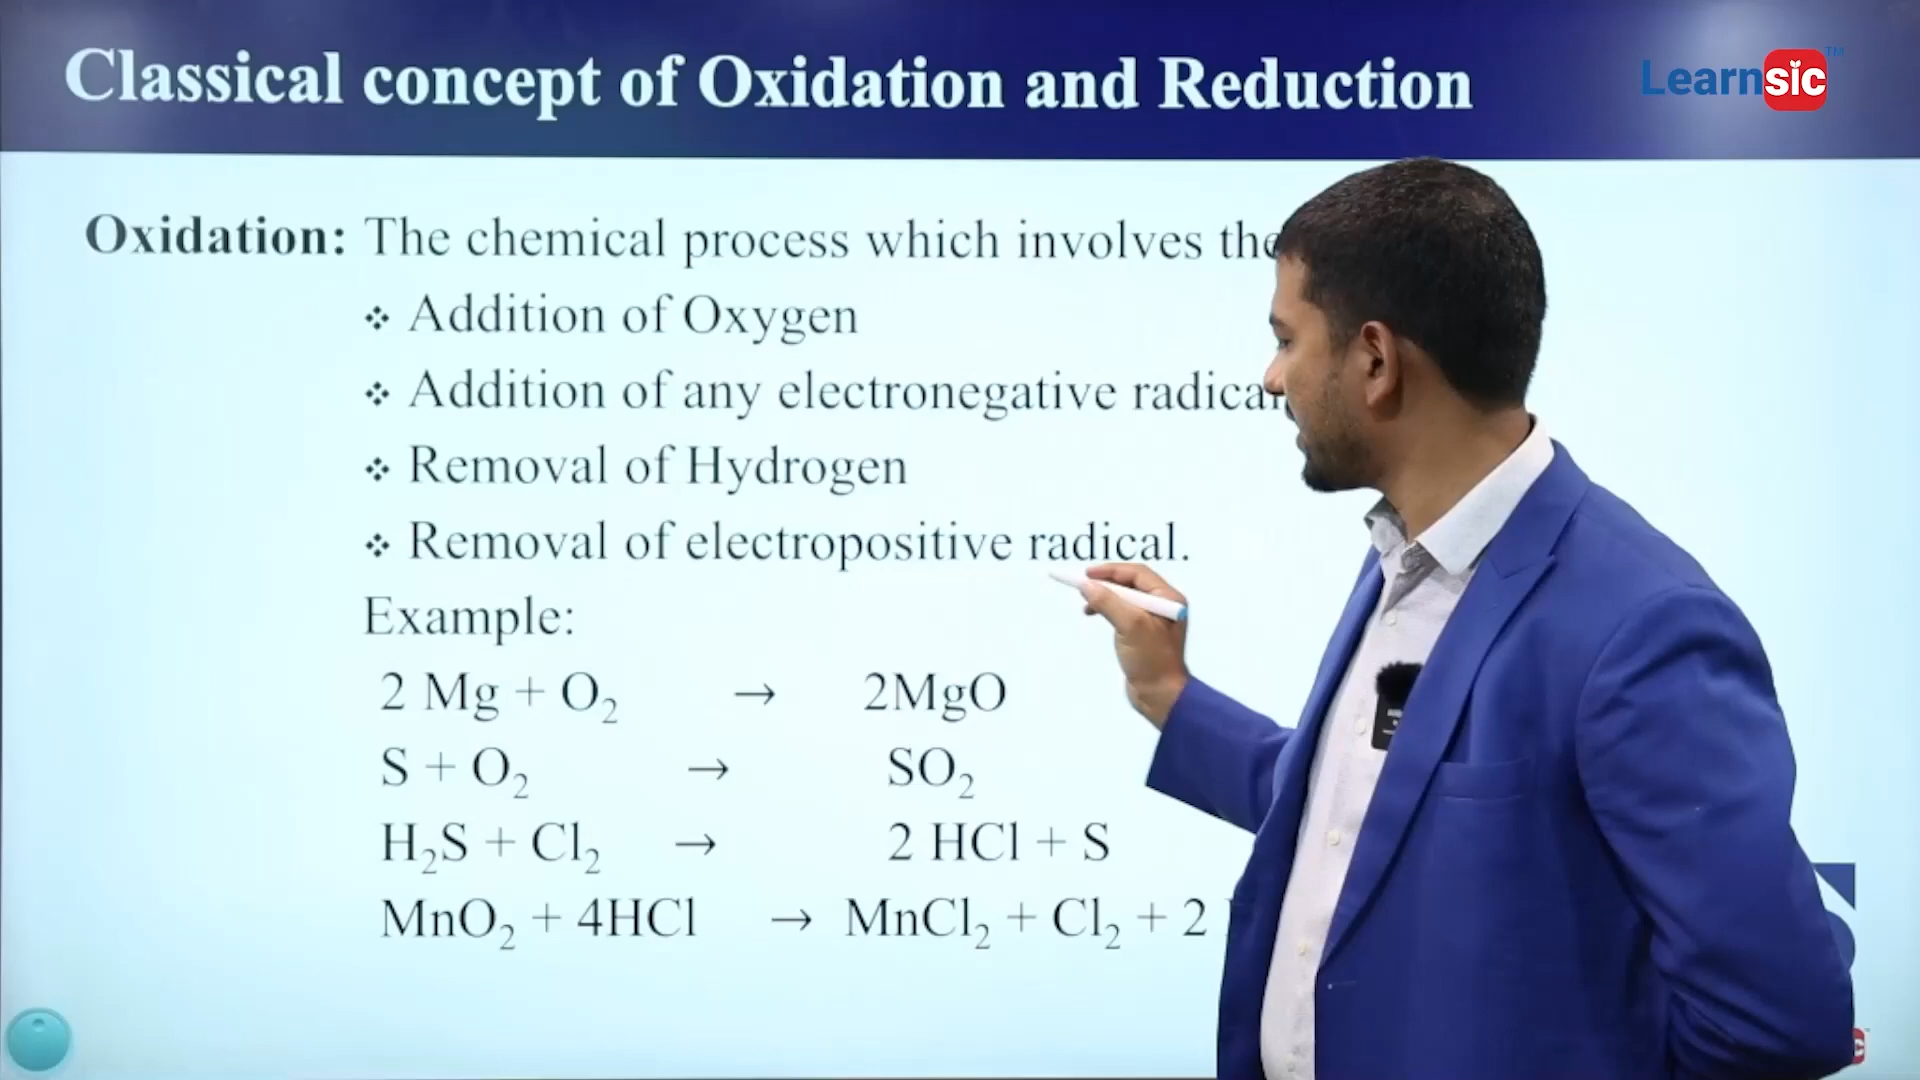 Classical concept of Oxidation and Reduction
Learnsic™
Oxidation: The chemical process which involves the
❖ Addition of Oxygen
❖ Addition of any electronegative radical
❖ Removal of Hydrogen
❖ Removal of electropositive radical.
Example:
2 Mg + O₂ → 2MgO
S + O₂ → SO₂
H₂S + Cl₂ → 2 HCl + S
MnO₂ + 4HCl → MnCl₂ + Cl₂ + 2